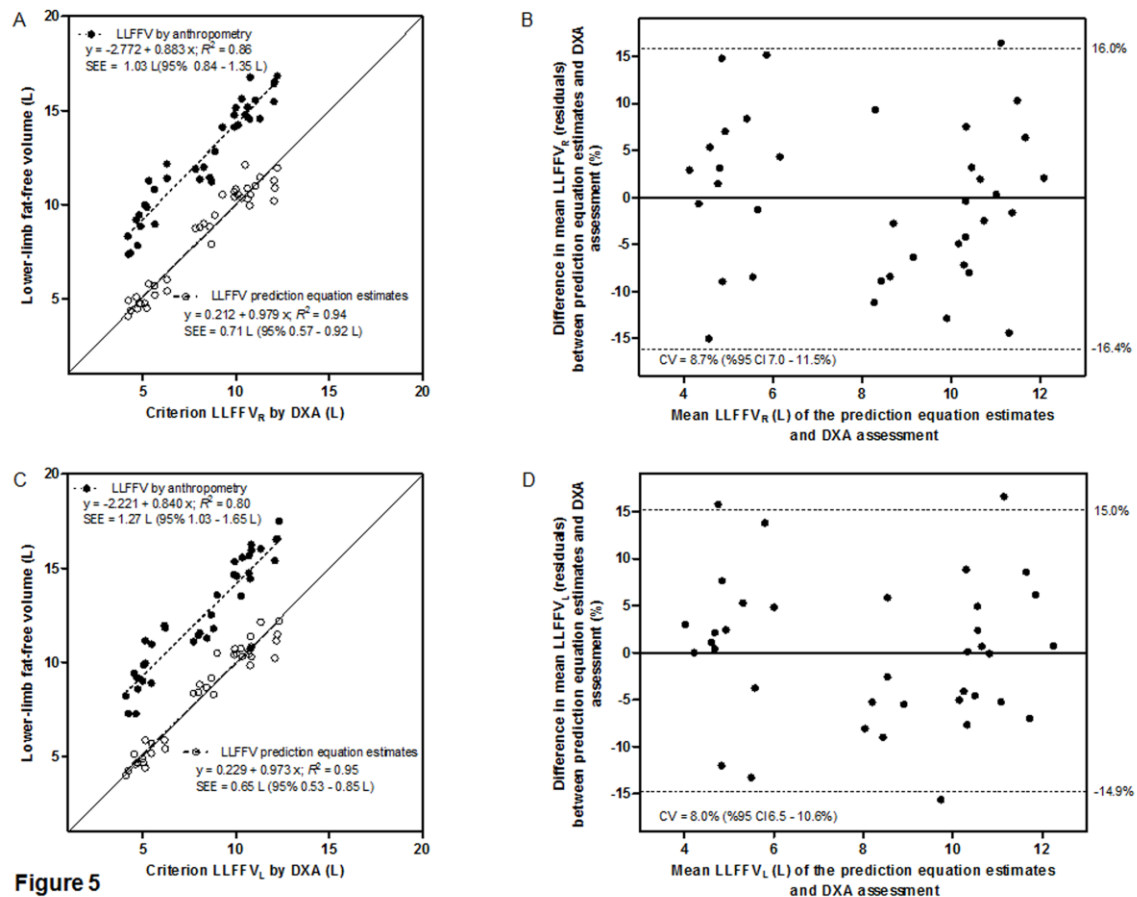 A
20
15
10
5
Lower-limb fat-free volume (L)
LLFFV by anthropometry
y = -2.772 + 0.883 x; R² = 0.86
SEE = 1.03 L(95% 0.84 - 1.35 L)
LLFFV prediction equation estimates
y = 0.212 + 0.979 x; R² = 0.94
SEE = 0.71 L (95% 0.57 - 0.92 L)
5 10 15 20
Criterion LLFFV_R by DXA (L)
B
15
10
5
0
-5
-10
-15
Difference in mean LLFFV_R (residuals)
between prediction equation estimates and DXA
assessment (%)
16.0%
-16.4%
CV = 8.7% (%95 CI 7.0 - 11.5%)
4 6 8 10 12
Mean LLFFV_R (L) of the prediction equation estimates
and DXA assessment
C
20
15
10
5
Lower-limb fat-free volume (L)
LLFFV by anthropometry
y = -2.221 + 0.840 x; R² = 0.80
SEE = 1.27 L (95% 1.03 - 1.65 L)
LLFFV prediction equation estimates
y = 0.229 + 0.973 x; R² = 0.95
SEE = 0.65 L (95% 0.53 - 0.85 L)
5 10 15 20
Criterion LLFFV_L by DXA (L)
D
15
10
5
0
-5
-10
-15
Difference in mean LLFFV_L (residuals)
between prediction equation estimates and DXA
assessment (%)
15.0%
-14.9%
CV = 8.0% (%95 CI 6.5 - 10.6%)
4 6 8 10 12
Mean LLFFV_L (L) of the prediction equation estimates
and DXA assessment
Figure 5